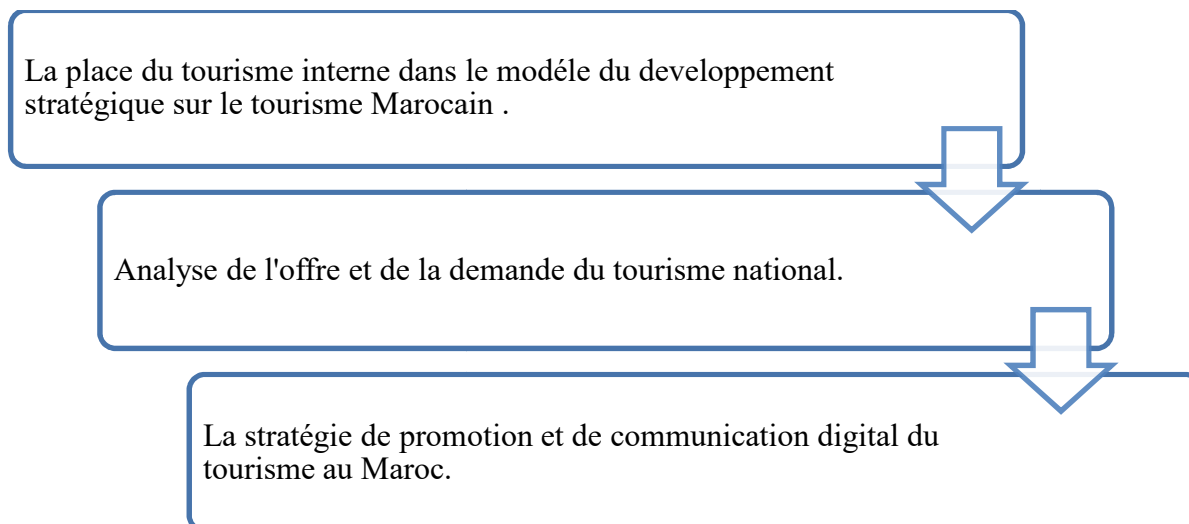 La place du tourisme interne dans le modéle du developpement
stratégique sur le tourisme Marocain .
Analyse de l'offre et de la demande du tourisme national.
La stratégie de promotion et de communication digital du
tourisme au Maroc.